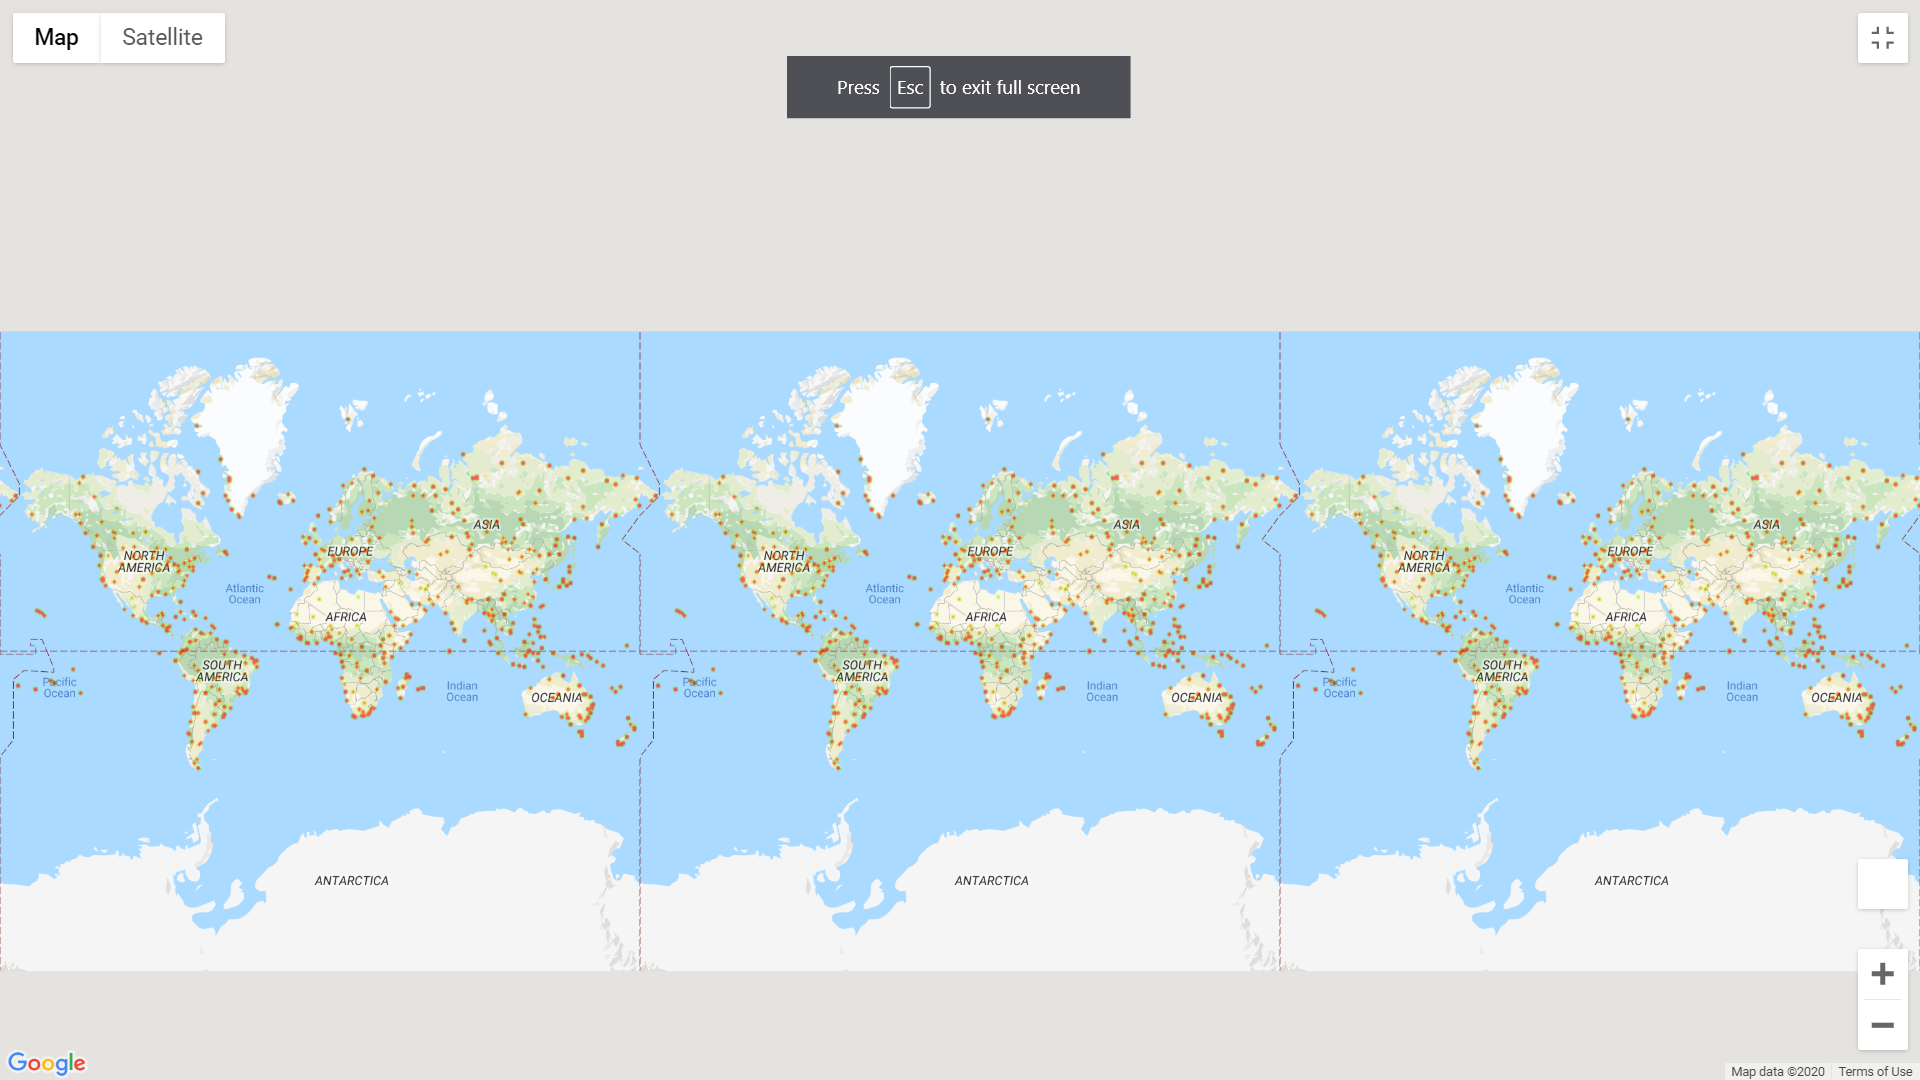 Map Satellite
Press Esc to exit full screen
NORTH
AMERICA
EUROPE
ASIA
Atlantic
Ocean
AFRICA
SOUTH
AMERICA
Pacific
Ocean
Indian
Ocean
OCEANIA
ANTARCTICA
NORTH
AMERICA
EUROPE
ASIA
Atlantic
Ocean
AFRICA
SOUTH
AMERICA
Pacific
Ocean
Indian
Ocean
OCEANIA
ANTARCTICA
NORTH
AMERICA
EUROPE
ASIA
Atlantic
Ocean
AFRICA
SOUTH
AMERICA
Pacific
Ocean
Indian
Ocean
OCEANIA
ANTARCTICA
Google
Map data ©2020 Terms of Use